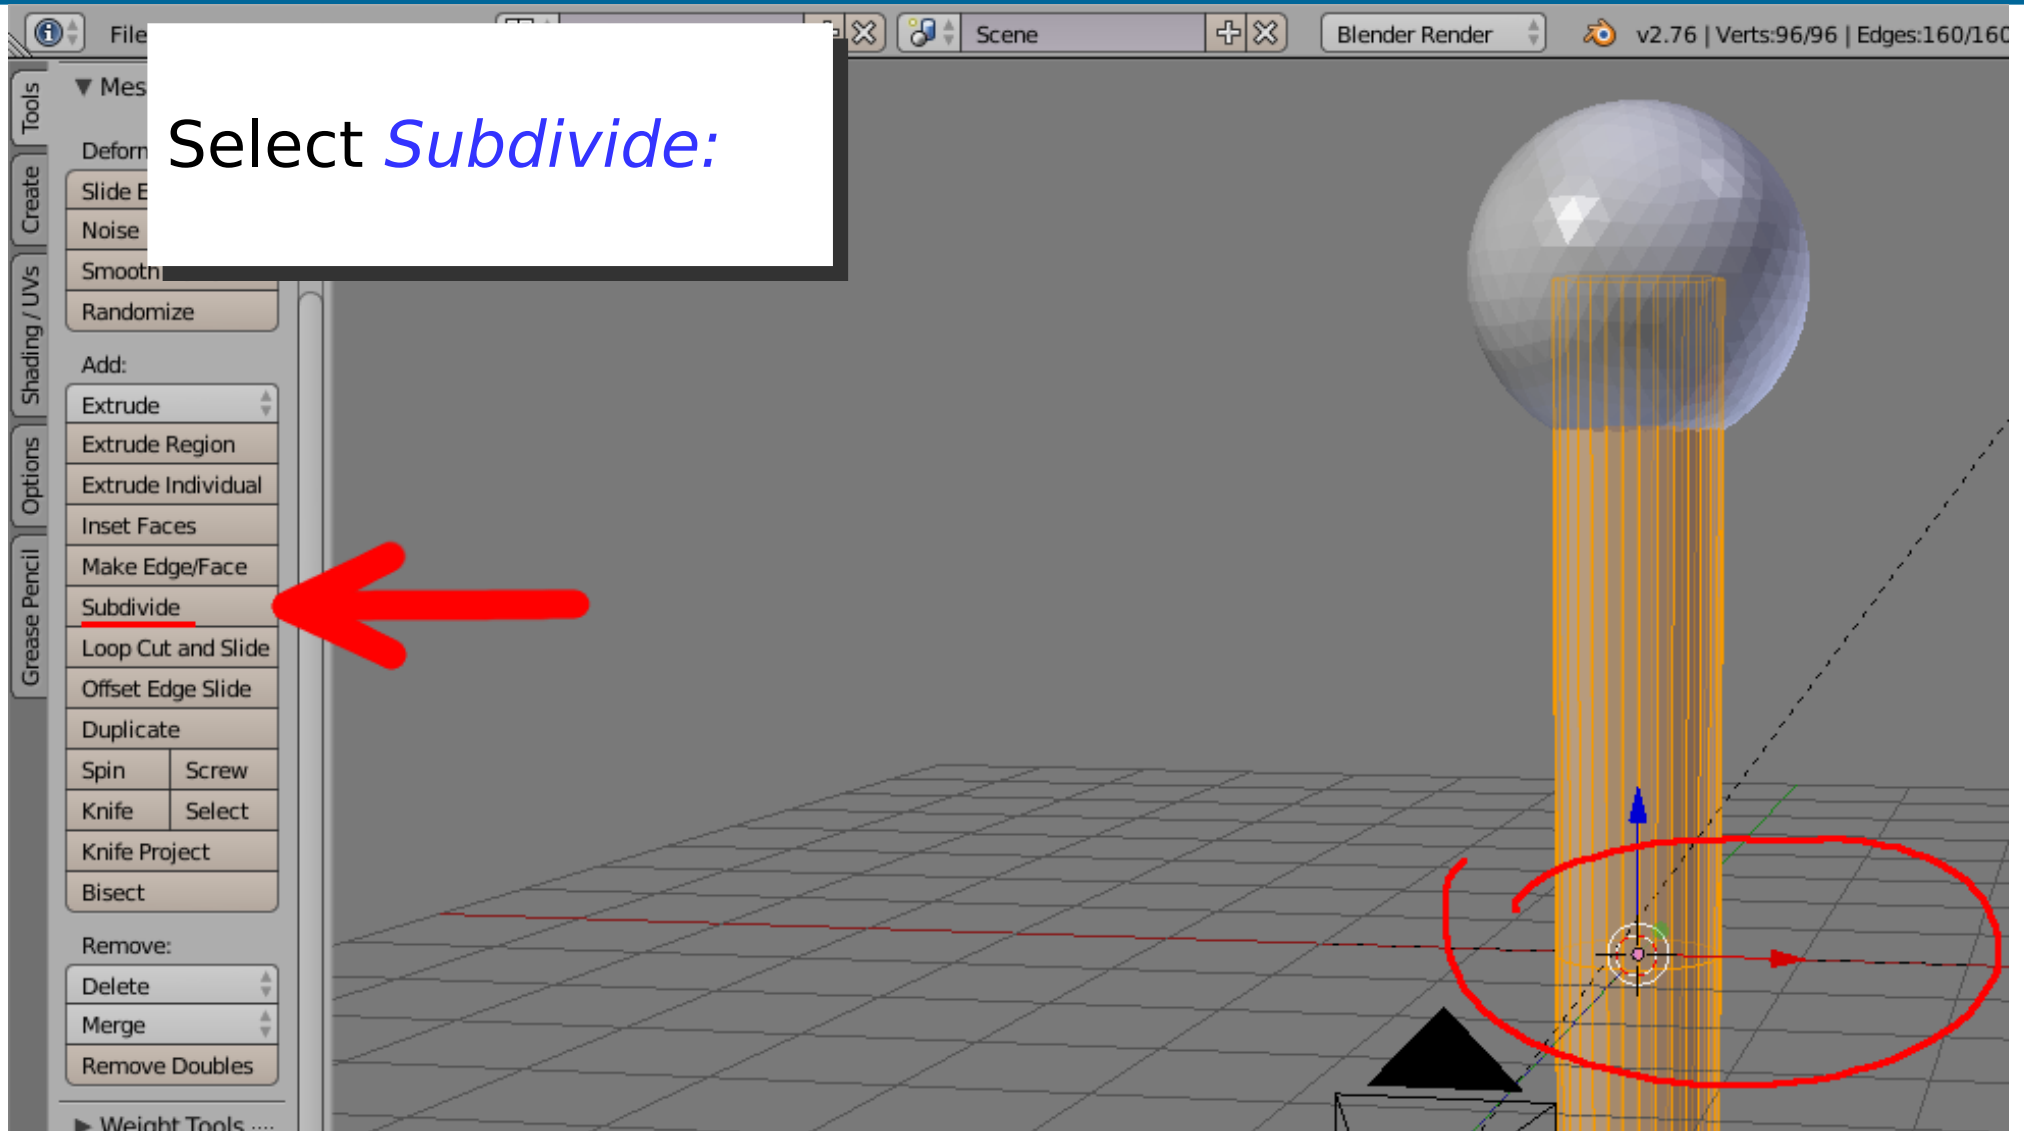 File
Scene
Blender Render
v2.76 | Verts:96/96 | Edges:160/160
Select Subdivide:
Tools
Create
Shading / UVs
Options
Grease Pencil
Noise
Smooth
Randomize
Add:
Extrude
Extrude Region
Extrude Individual
Inset Faces
Make Edge/Face
Subdivide
Loop Cut and Slide
Offset Edge Slide
Duplicate
Spin Screw
Knife Select
Knife Project
Bisect
Remove:
Delete
Merge
Remove Doubles
Weight Tools